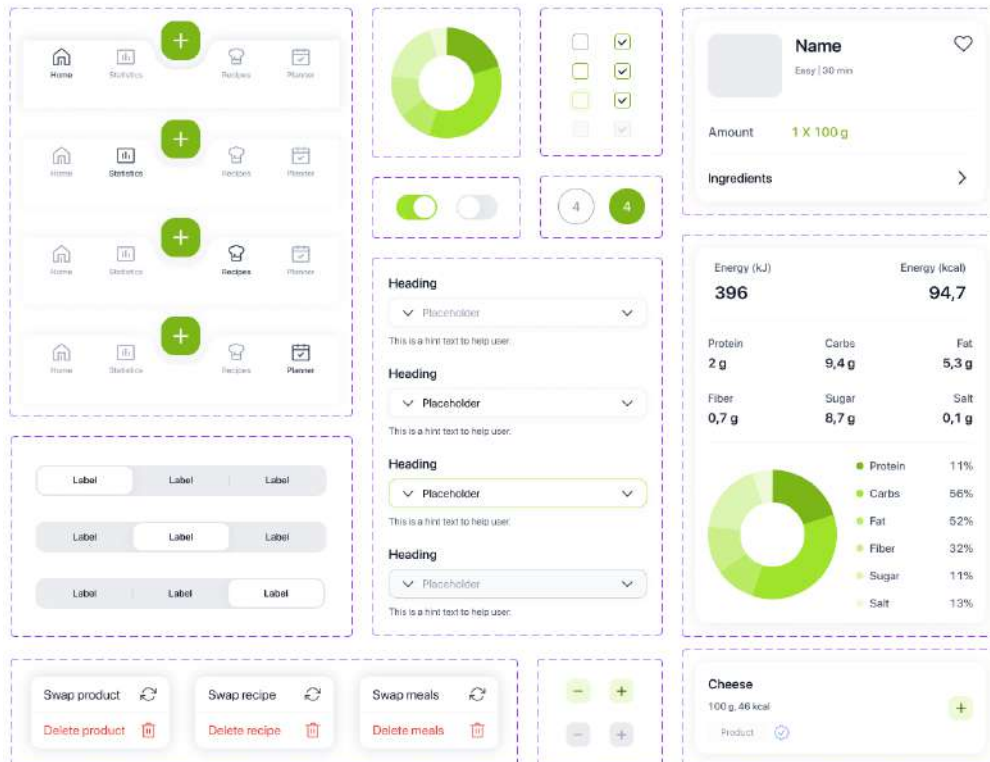 Home Statistics Recipes Planner
Home Statistics Recipes Planner
Home Statistics Recipes Planner
Home Statistics Recipes Planner
Label Label Label
Label Label Label
Label Label Label
4 4
Heading
Placeholder
This is a hint text to help user.
Heading
Placeholder
This is a hint text to help user.
Heading
Placeholder
This is a hint text to help user.
Heading
Placeholder
This is a hint text to help user.
Name
Easy | 30 min
Amount 1 X 100 g
Ingredients
Energy (kJ) Energy (kcal)
396 94,7
Protein Carbs Fat
2 g 9,4 g 5,3 g
Fiber Sugar Salt
0,7 g 8,7 g 0,1 g
Protein 11%
Carbs 56%
Fat 52%
Fiber 32%
Sugar 11%
Salt 13%
Swap product
Delete product
Swap recipe
Delete recipe
Swap meals
Delete meals
Cheese
100 g, 46 kcal
Product